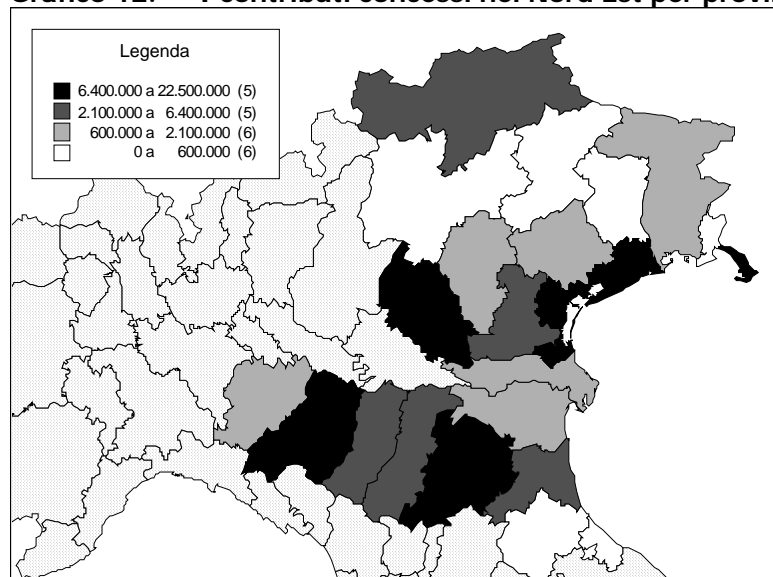 Legenda
6.400.000 a 22.500.000 (5)
2.100.000 a 6.400.000 (5)
600.000 a 2.100.000 (6)
0 a 600.000 (6)